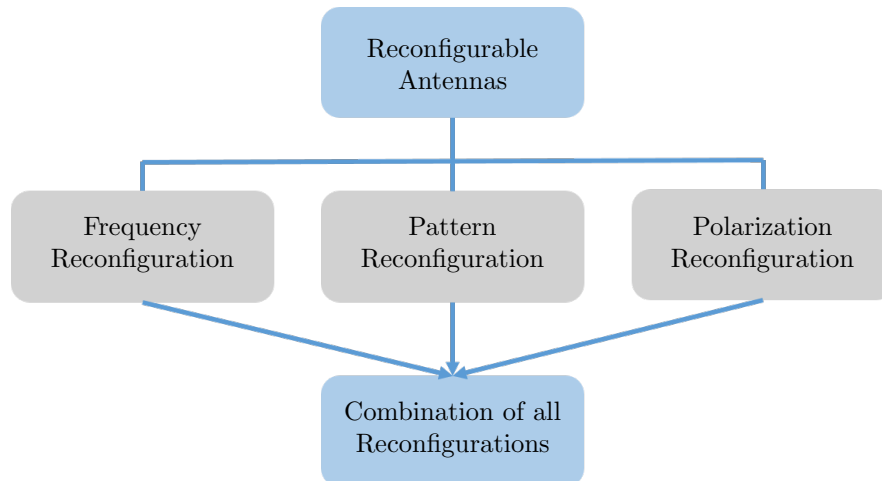 Reconfigurable
Antennas
Frequency
Reconfiguration
Pattern
Reconfiguration
Polarization
Reconfiguration
Combination of all
Reconfigurations